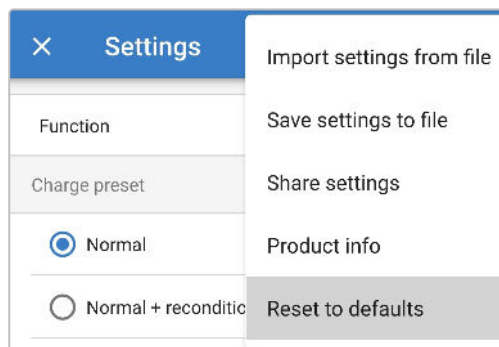 Settings
Function
Charge preset
Normal
Normal + reconditic
Import settings from file
Save settings to file
Share settings
Product info
Reset to defaults